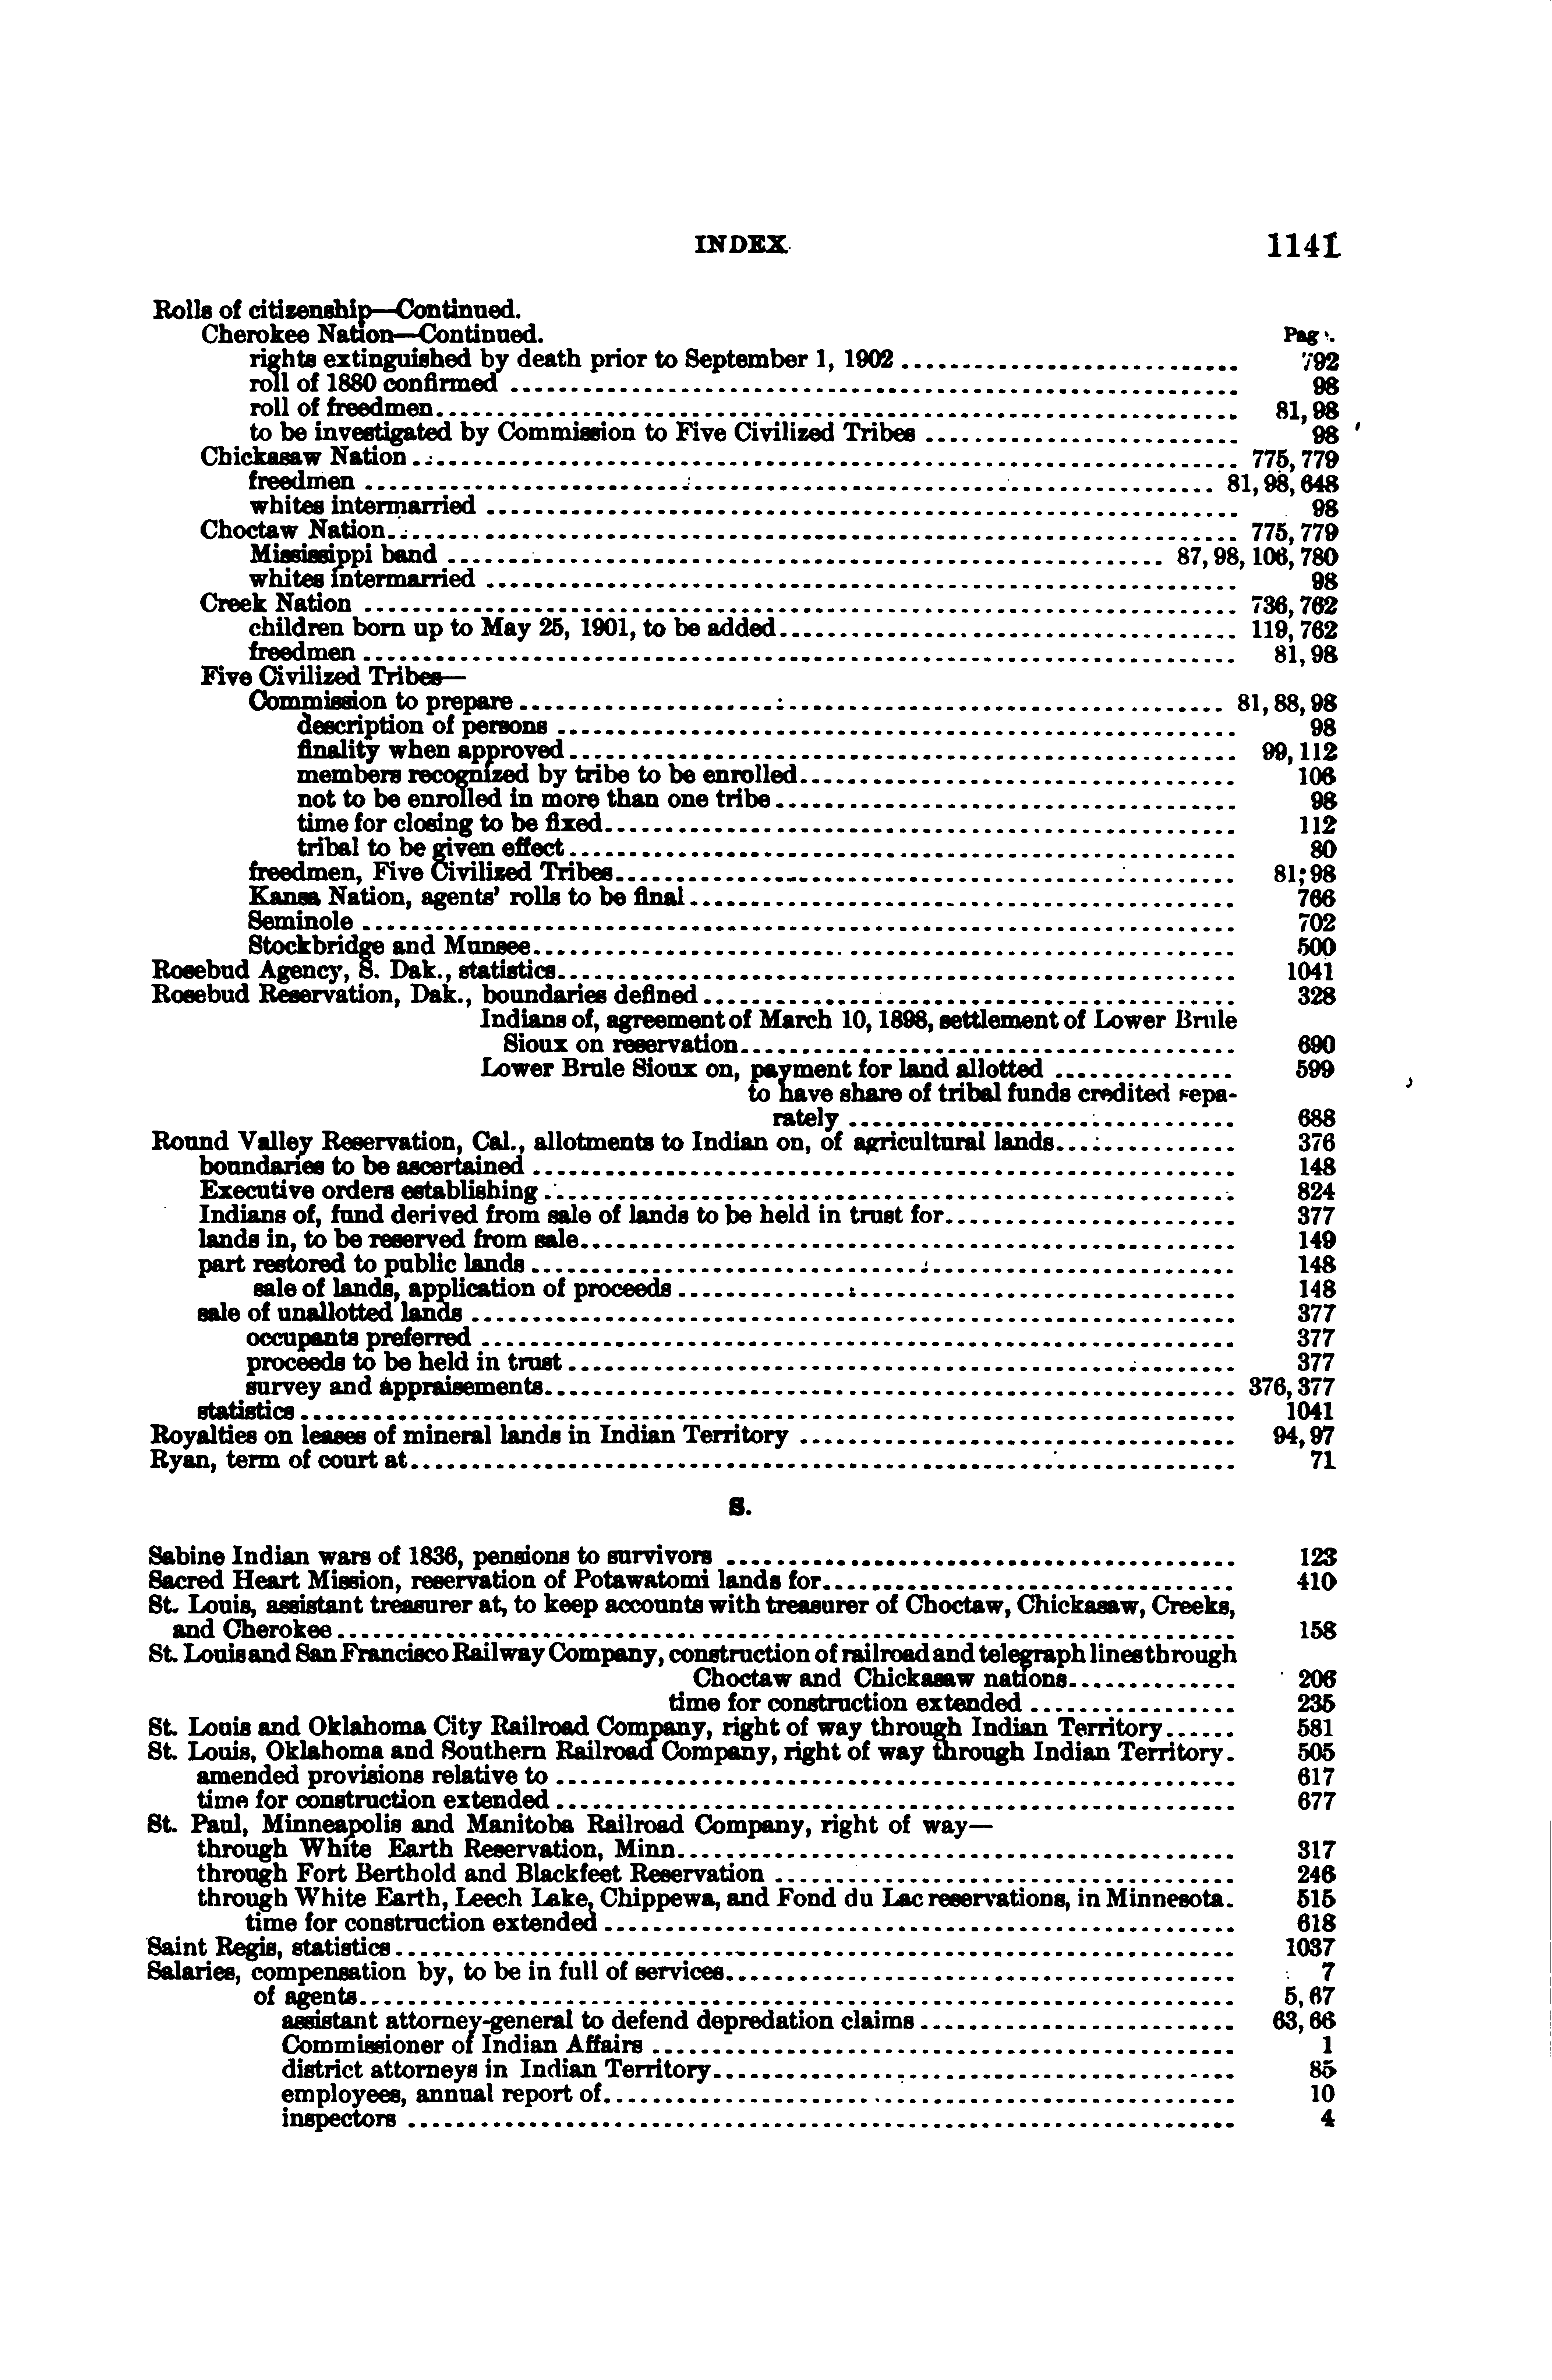 INDEX. 1141
Rolls of citizenship—Continued.
Cherokee Nation—Continued. Page.
rights extinguished by death prior to September 1, 1902 ........ 792
roll of 1880 confirmed ........ 98
roll of freedmen ........ 81, 98
to be investigated by Commission to Five Civilized Tribes ........ 98
Chickasaw Nation ........ 775, 779
freedmen ........ 81, 98, 648
whites intermarried ........ 98
Choctaw Nation ........ 775, 779
Mississippi band ........ 87, 98, 106, 780
whites intermarried ........ 98
Creek Nation ........ 736, 762
children born up to May 25, 1901, to be added ........ 119, 762
freedmen ........ 81, 98
Five Civilized Tribes—
Commission to prepare ........ 81, 88, 98
description of persons ........ 98
finality when approved ........ 99, 112
members recognized by tribe to be enrolled ........ 106
not to be enrolled in more than one tribe ........ 98
time for closing to be fixed ........ 112
tribal to be given effect ........ 80
freedmen, Five Civilized Tribes ........ 81; 98
Kansa Nation, agents' rolls to be final ........ 766
Seminole ........ 702
Stockbridge and Munsee ........ 500
Rosebud Agency, S. Dak., statistics ........ 1041
Rosebud Reservation, Dak., boundaries defined ........ 328
Indians of, agreement of March 10, 1898, settlement of Lower Brule
Sioux on reservation ........ 690
Lower Brule Sioux on, payment for land allotted ........ 599
to have share of tribal funds credited sepa-
rately ........ 688
Round Valley Reservation, Cal., allotments to Indian on, of agricultural lands ........ 376
boundaries to be ascertained ........ 148
Executive orders establishing ........ 824
Indians of, fund derived from sale of lands to be held in trust for ........ 377
lands in, to be reserved from sale ........ 149
part restored to public lands ........ 148
sale of lands, application of proceeds ........ 148
sale of unallotted lands ........ 377
occupants preferred ........ 377
proceeds to be held in trust ........ 377
survey and appraisements ........ 376, 377
statistics ........ 1041
Royalties on leases of mineral lands in Indian Territory ........ 94, 97
Ryan, term of court at ........ 71
S.
Sabine Indian wars of 1836, pensions to survivors ........ 123
Sacred Heart Mission, reservation of Potawatomi lands for ........ 410
St. Louis, assistant treasurer at, to keep accounts with treasurer of Choctaw, Chickasaw, Creeks,
and Cherokee ........ 158
St. Louis and San Francisco Railway Company, construction of railroad and telegraph lines through
Choctaw and Chickasaw nations ........ 206
time for construction extended ........ 235
St. Louis and Oklahoma City Railroad Company, right of way through Indian Territory ...... 581
St. Louis, Oklahoma and Southern Railroad Company, right of way through Indian Territory . 505
amended provisions relative to ........ 617
time for construction extended ........ 677
St. Paul, Minneapolis and Manitoba Railroad Company, right of way—
through White Earth Reservation, Minn ........ 317
through Fort Berthold and Blackfeet Reservation ........ 246
through White Earth, Leech Lake, Chippewa, and Fond du Lac reservations, in Minnesota . 515
time for construction extended ........ 618
Saint Regis, statistics ........ 1037
Salaries, compensation by, to be in full of services ........ 7
of agents ........ 5, 67
assistant attorney-general to defend depredation claims ........ 63, 66
Commissioner of Indian Affairs ........ 1
district attorneys in Indian Territory ........ 85
employees, annual report of ........ 10
inspectors ........ 4